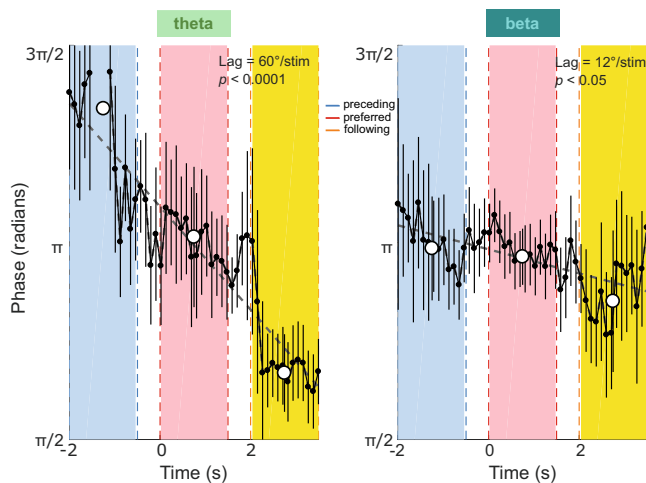 theta
beta
3π/2
Lag = 60°/stim
p < 0.0001
3π/2
Lag = 12°/stim
p < 0.05
preceding
preferred
following
Phase (radians)
π
π
π/2
π/2
-2 0 2
-2 0 2
Time (s)
Time (s)